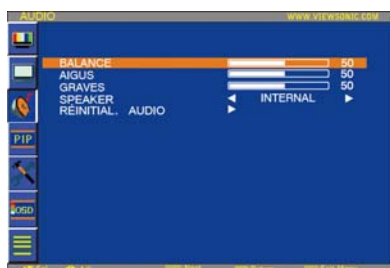 AUDIO WWW.VIEWSONIC.COM
BALANCE 50
AIGUS 50
GRAVES 50
SPEAKER INTERNAL
RÉINITIAL. AUDIO
PIP
OSD